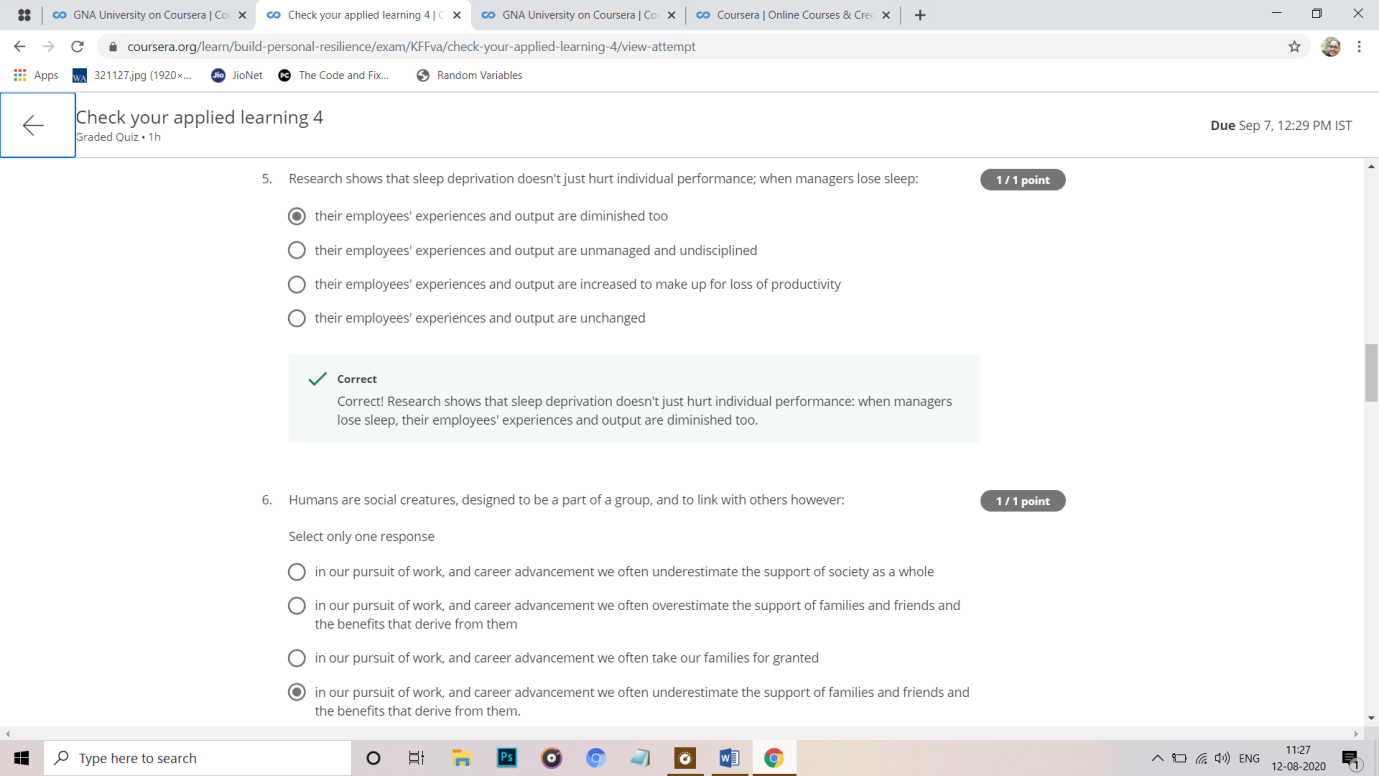 GNA University on Coursera | Co
Check your applied learning 4 | C
GNA University on Coursera | Co
Coursera | Online Courses & Cre
coursera.org/learn/build-personal-resilience/exam/KFFva/check-your-applied-learning-4/view-attempt
Apps
WA
321127.jpg (1920×...
Jio
JioNet
PC
The Code and Fix...
Random Variables
Check your applied learning 4
Graded Quiz • 1h
Due Sep 7, 12:29 PM IST
5. Research shows that sleep deprivation doesn't just hurt individual performance; when managers lose sleep:
1 / 1 point
their employees' experiences and output are diminished too
their employees' experiences and output are unmanaged and undisciplined
their employees' experiences and output are increased to make up for loss of productivity
their employees' experiences and output are unchanged
Correct
Correct! Research shows that sleep deprivation doesn't just hurt individual performance: when managers
lose sleep, their employees' experiences and output are diminished too.
6. Humans are social creatures, designed to be a part of a group, and to link with others however:
1 / 1 point
Select only one response
in our pursuit of work, and career advancement we often underestimate the support of society as a whole
in our pursuit of work, and career advancement we often overestimate the support of families and friends and
the benefits that derive from them
in our pursuit of work, and career advancement we often take our families for granted
in our pursuit of work, and career advancement we often underestimate the support of families and friends and
the benefits that derive from them.
Type here to search
Ps
W
ENG
11:27
12-08-2020
1